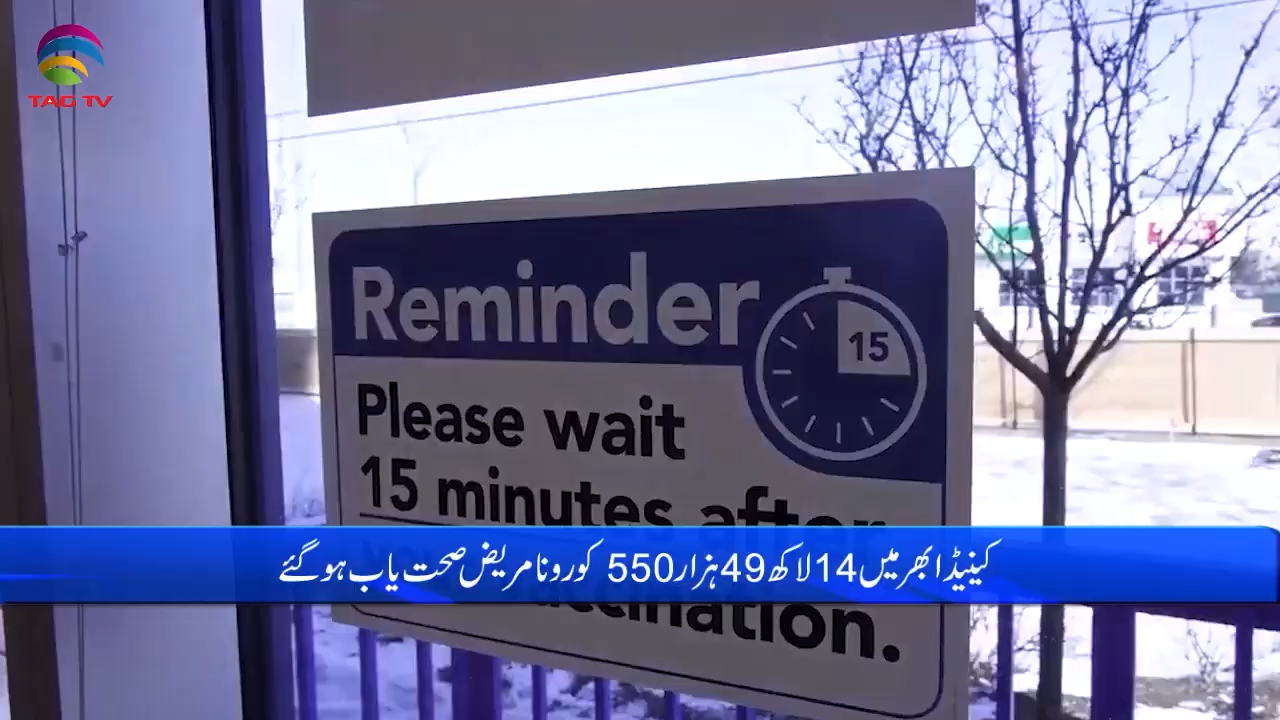 TAG TV
Reminder
15
Please wait
15 minutes after
کینیڈا بھر میں 14 لاکھ 49 ہزار 550 کورونا مریض صحت یاب ہوگئے
vaccination.